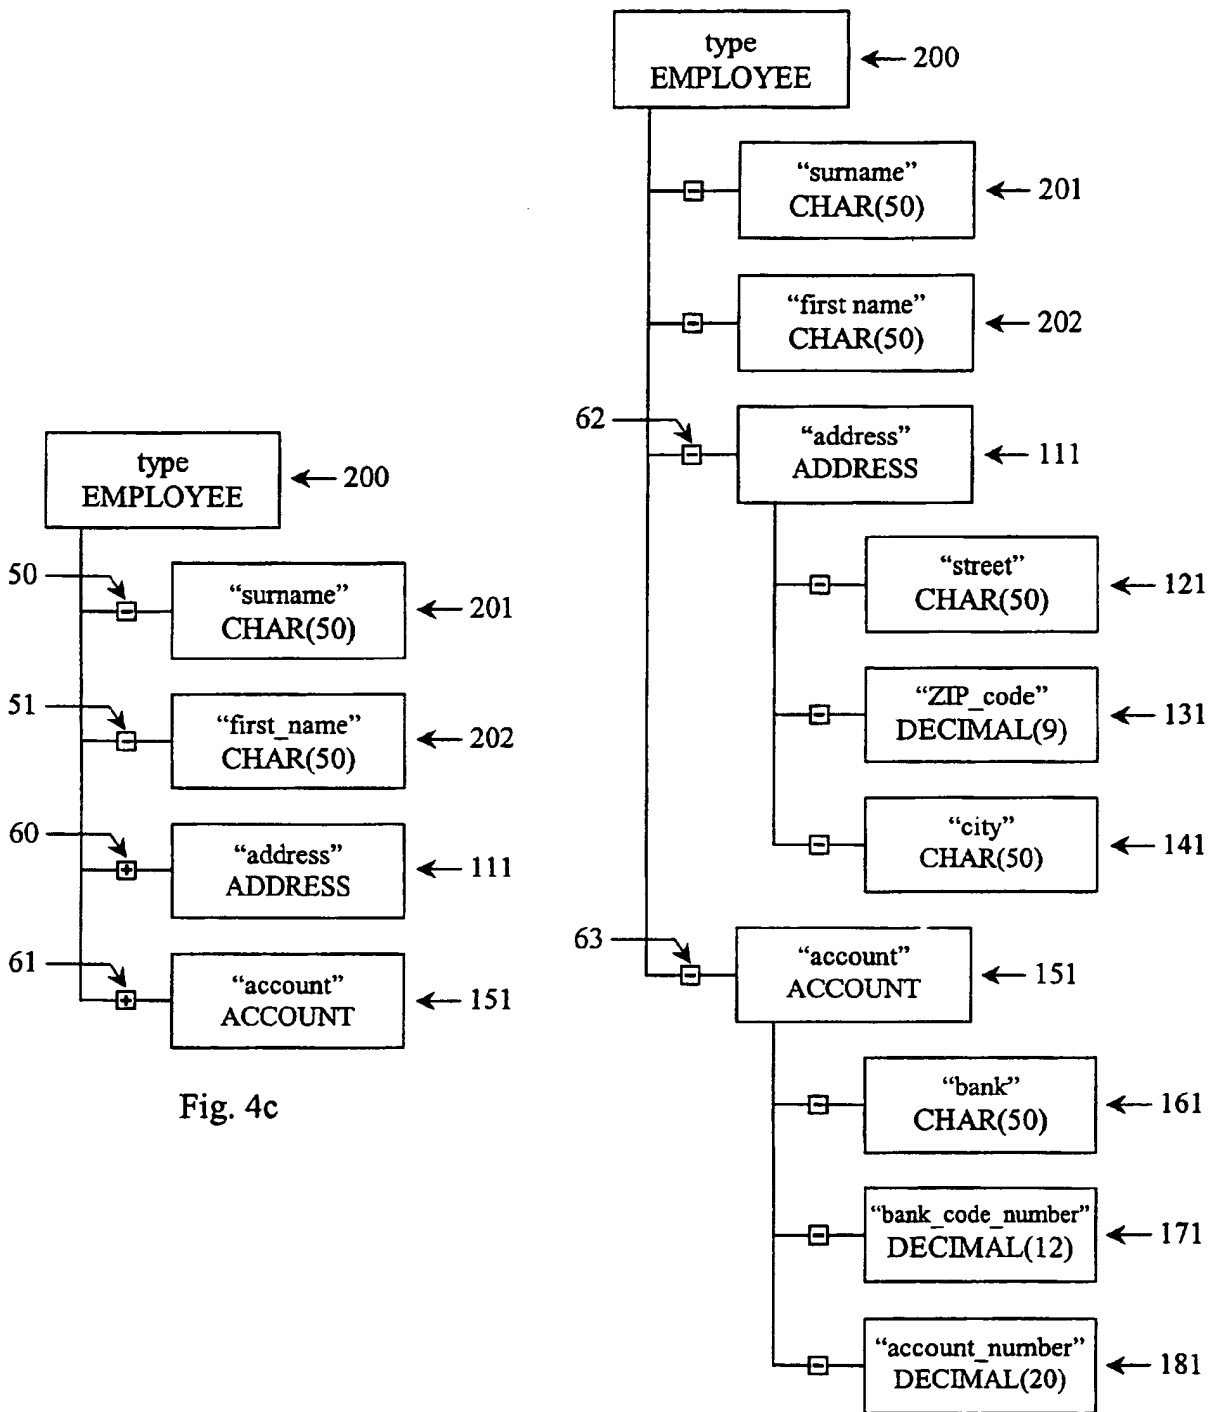 type
EMPLOYEE
200
50
“surname”
CHAR(50)
201
51
“first_name”
CHAR(50)
202
60
“address”
ADDRESS
111
61
“account”
ACCOUNT
151
Fig. 4c
type
EMPLOYEE
200
“surname”
CHAR(50)
201
“first name”
CHAR(50)
202
62
“address”
ADDRESS
111
“street”
CHAR(50)
121
“ZIP_code”
DECIMAL(9)
131
“city”
CHAR(50)
141
63
“account”
ACCOUNT
151
“bank”
CHAR(50)
161
“bank_code_number”
DECIMAL(12)
171
“account_number”
DECIMAL(20)
181